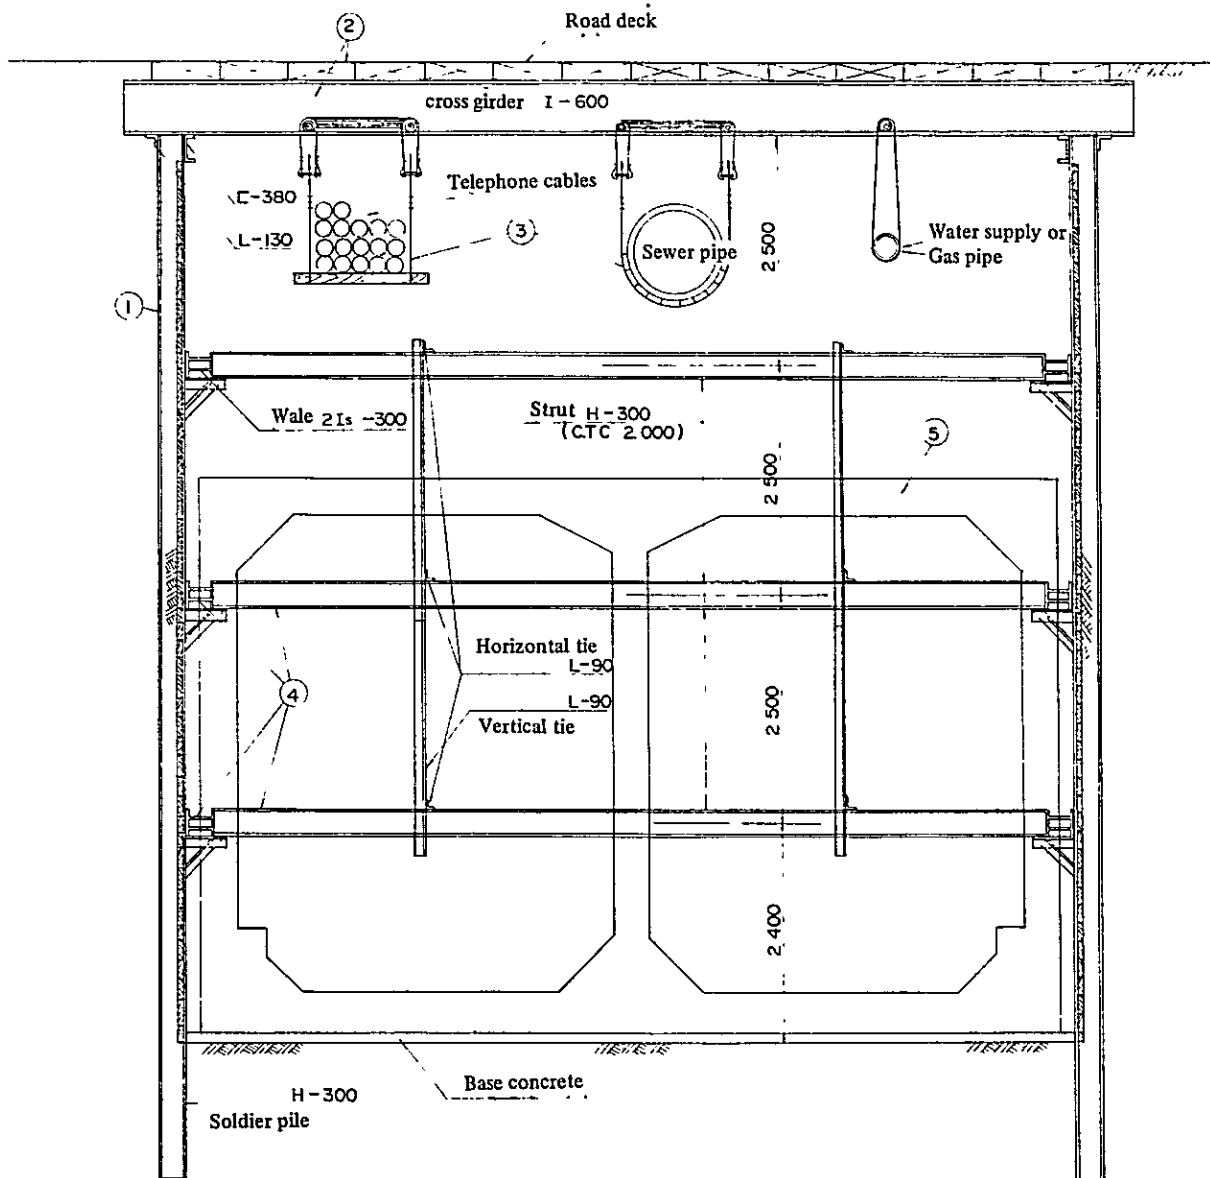 2
Road deck
cross girder I-600
Telephone cables
C-380
L-130
3
Sewer pipe
2 500
Water supply or
Gas pipe
1
Wale 2Is -300
Strut H-300
(C.T.C 2.000)
5
2 500
Horizontal tie
L-90
4
L-90
Vertical tie
2 500
2 400
Base concrete
H-300
Soldier pile